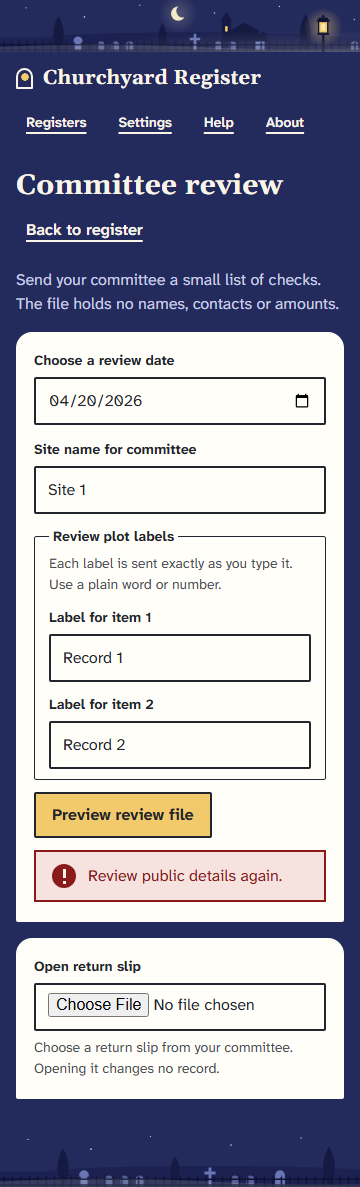 Churchyard Register
Registers Settings Help About
Committee review
Back to register
Send your committee a small list of checks.
The file holds no names, contacts or amounts.
Choose a review date
04/20/2026
Site name for committee
Site 1
Review plot labels
Each label is sent exactly as you type it.
Use a plain word or number.
Label for item 1
Record 1
Label for item 2
Record 2
Preview review file
Review public details again.
Open return slip
Choose File No file chosen
Choose a return slip from your committee.
Opening it changes no record.